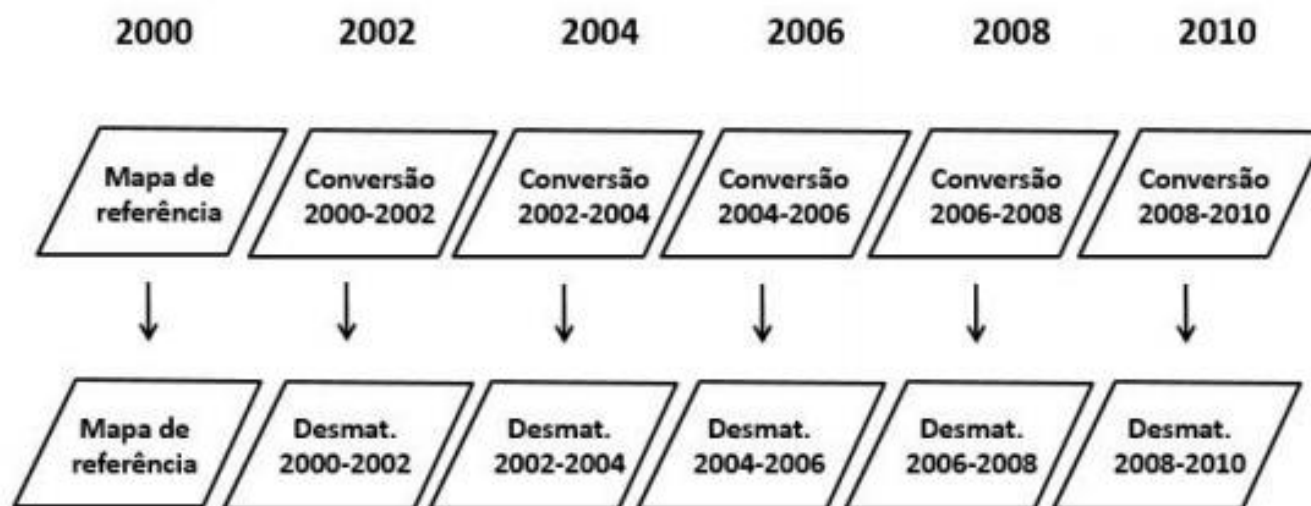 2000 2002 2004 2006 2008 2010
Mapa de Conversão Conversão Conversão Conversão Conversão
referência 2000-2002 2002-2004 2004-2006 2006-2008 2008-2010
Mapa de Desmat. Desmat. Desmat. Desmat. Desmat.
referência 2000-2002 2002-2004 2004-2006 2006-2008 2008-2010